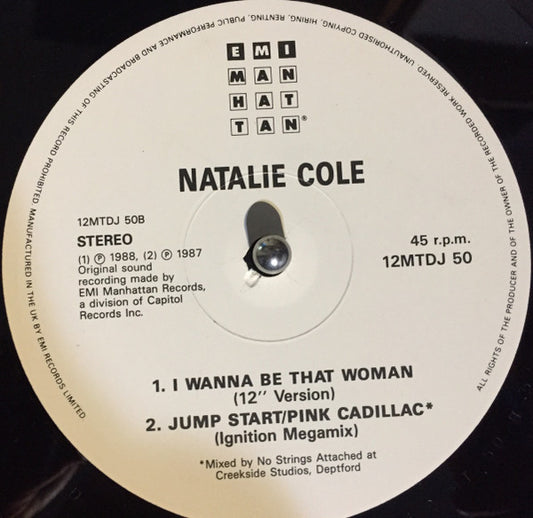 EMI
MAN
HAT
TAN®
NATALIE COLE
12MTDJ 50B
STEREO
(1) ℗ 1988, (2) ℗ 1987
Original sound
recording made by
EMI Manhattan Records,
a division of Capitol
Records Inc.
45 r.p.m.
12MTDJ 50
1. I WANNA BE THAT WOMAN
(12'' Version)
2. JUMP START/PINK CADILLAC*
(Ignition Megamix)
*Mixed by No Strings Attached at
Creekside Studios, Deptford
ALL RIGHTS OF THE PRODUCER AND OF THE OWNER OF THE RECORDED WORK RESERVED. UNAUTHORISED COPYING, HIRING, RENTING, PUBLIC PERFORMANCE AND BROADCASTING OF THIS RECORD PROHIBITED. MANUFACTURED IN THE UK BY EMI RECORDS LIMITED